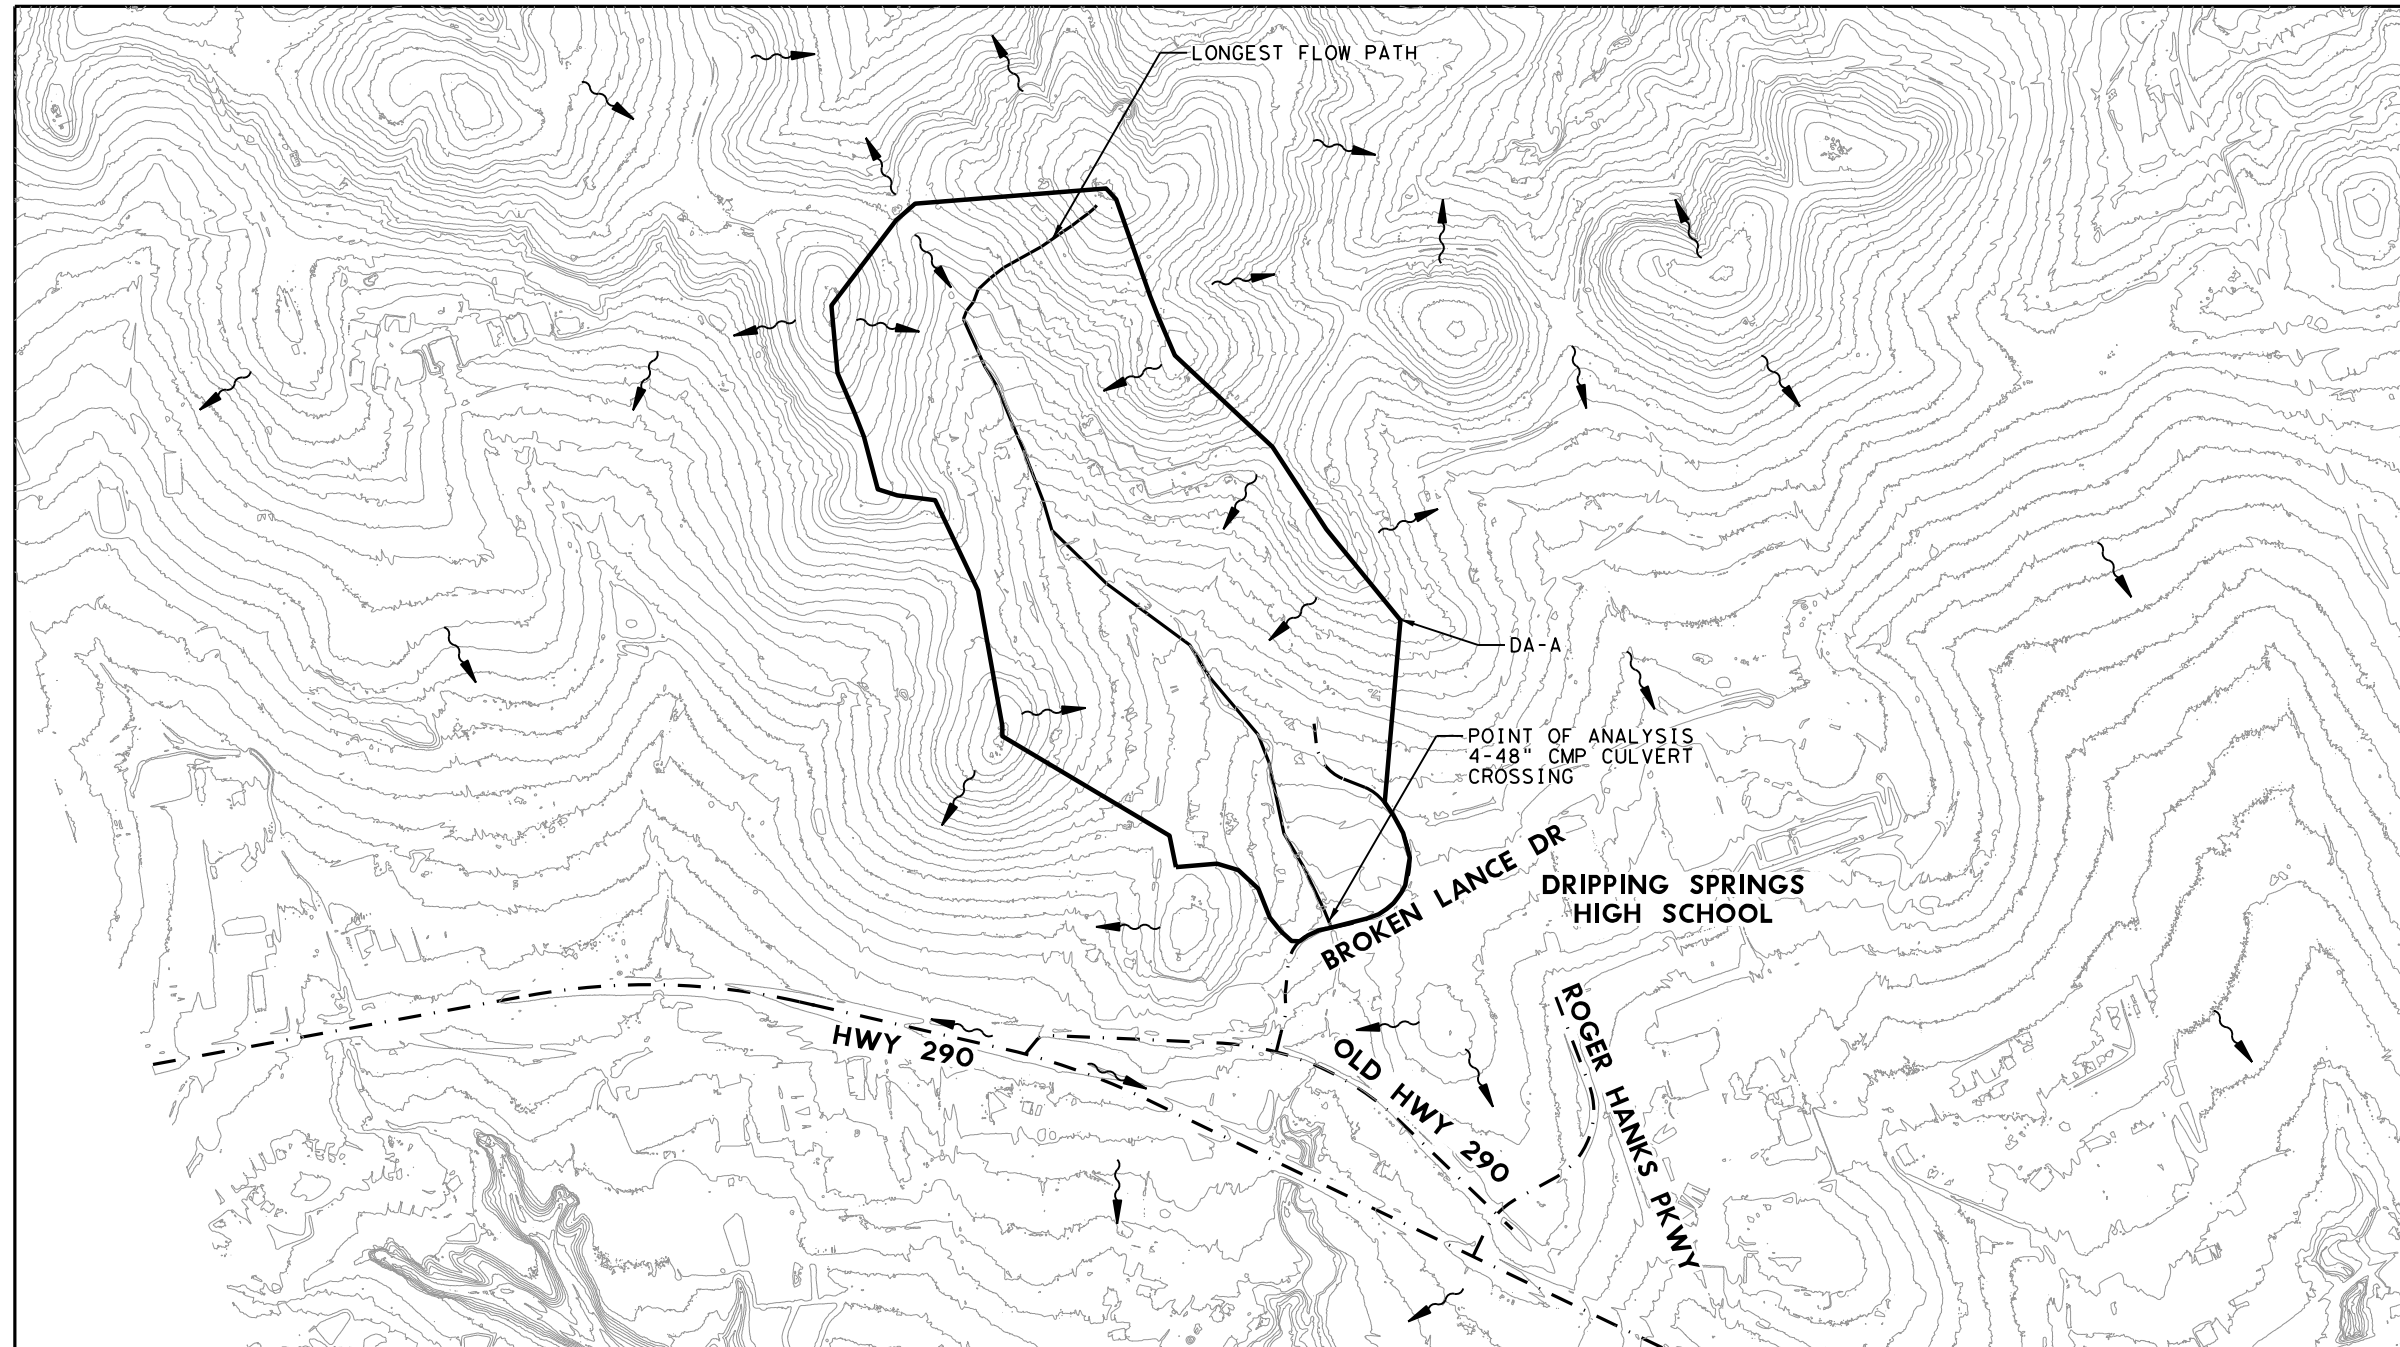 LONGEST FLOW PATH
DA-A
POINT OF ANALYSIS
4-48" CMP CULVERT
CROSSING
BROKEN LANCE DR
DRIPPING SPRINGS
HIGH SCHOOL
HWY 290
OLD HWY 290
ROGER HANKS PKWY